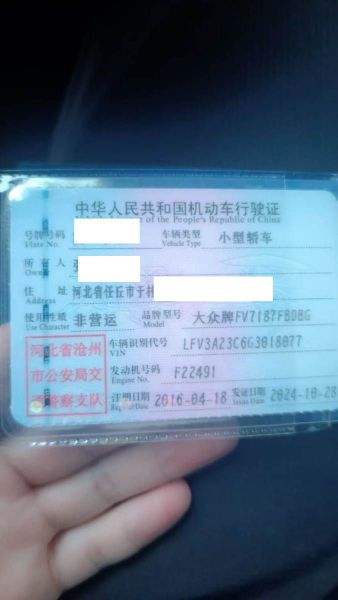 中华人民共和国机动车行驶证
of the People's Republic of China
号牌号码 车辆类型 小型轿车
Plate No. Vehicle Type
所有人
Owner
住址 河北省任丘市于村
Address
使用性质 非营运 品牌型号 大众牌FV7187FBDBG
Use Character Model
河北省沧州
市公安局交
通警察支队
车辆识别代号 LFV3A23C6G3018077
VIN
发动机号码 F22491
Engine No.
注册日期 2016-04-18 发证日期 2024-10-28
Register Date Issue Date